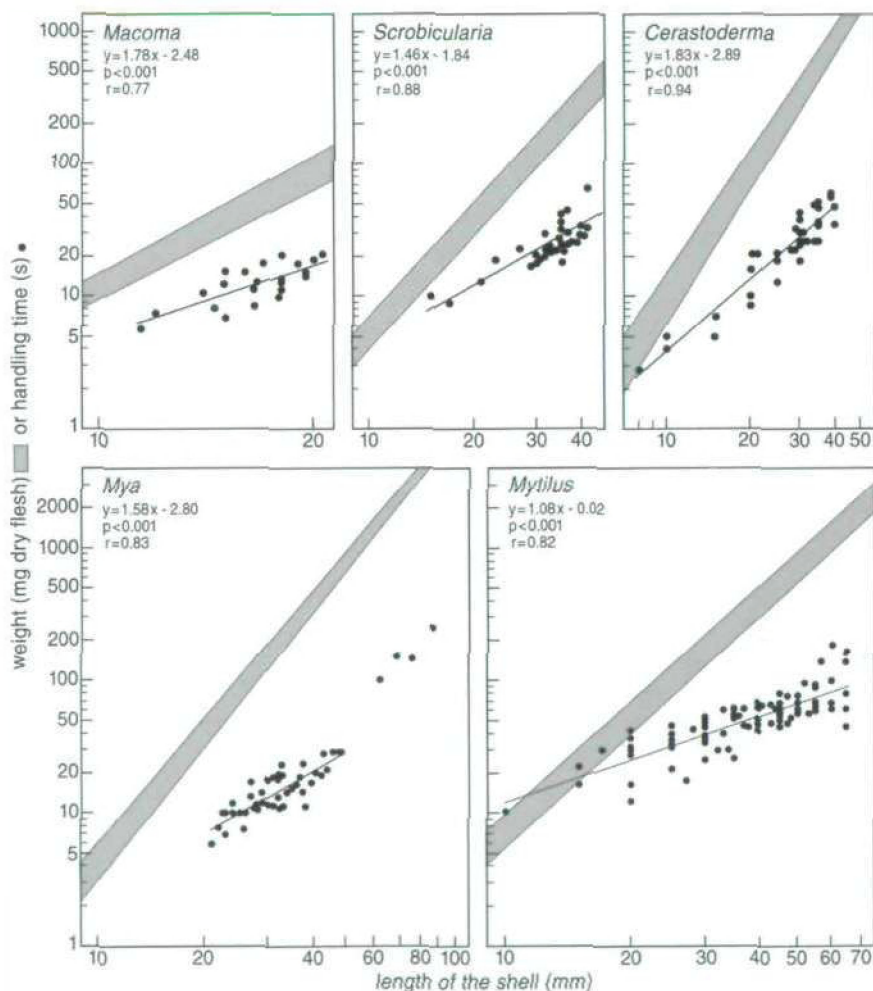 Macoma
y=1.78x - 2.48
p<0.001
r=0.77
Scrobicularia
y=1.46x - 1.84
p<0.001
r=0.88
Cerastoderma
y=1.83x - 2.89
p<0.001
r=0.94
1000
500
200
100
50
20
10
5
1
10 20
10 20 30 40
10 20 30 40 50
Mya
y=1.58x - 2.80
p<0.001
r=0.83
Mytilus
y=1.08x - 0.02
p<0.001
r=0.82
2000
1000
500
200
100
50
20
10
5
1
10 20 30 40 60 80 100
10 20 30 40 50 60 70
weight (mg dry flesh) or handling time (s)
length of the shell (mm)